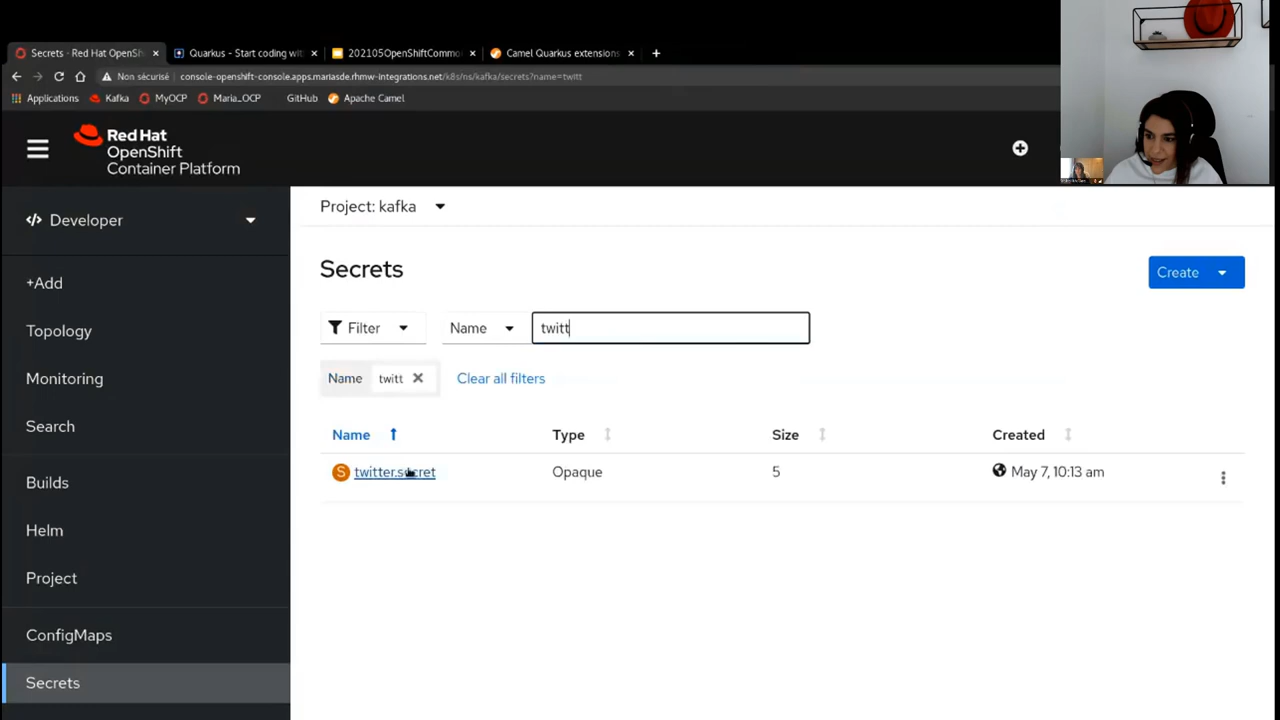 Secrets · Red Hat OpenSh
Quarkus - Start coding wit
202105OpenShiftCommo
Camel Quarkus extensions
Non sécurisé
console-openshift-console.apps.mariasde.rhmw-integrations.net/k8s/ns/kafka/secrets?name=twitt
Applications
Kafka
MyOCP
Maria_OCP
GitHub
Apache Camel
Red Hat
OpenShift
Container Platform
Developer
Project: kafka
+Add
Topology
Monitoring
Search
Builds
Helm
Project
ConfigMaps
Secrets
Secrets
Create
Filter
Name
twitt
Name twitt
Clear all filters
Name Type Size Created
S twitter.secret Opaque 5 May 7, 10:13 am